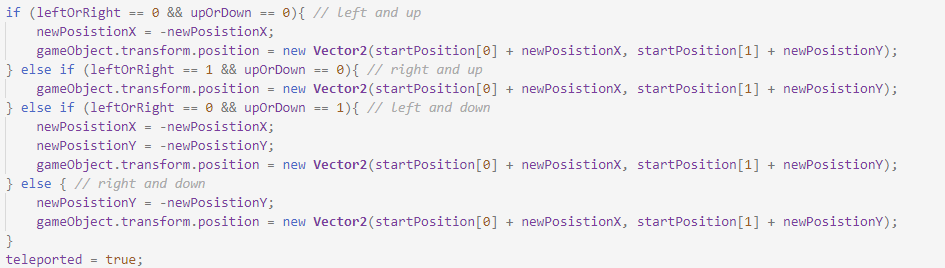 if (leftOrRight == 0 && upOrDown == 0){ // left and up
    newPosistionX = -newPosistionX;
    gameObject.transform.position = new Vector2(startPosition[0] + newPosistionX, startPosition[1] + newPosistionY);
} else if (leftOrRight == 1 && upOrDown == 0){ // right and up
    gameObject.transform.position = new Vector2(startPosition[0] + newPosistionX, startPosition[1] + newPosistionY);
} else if (leftOrRight == 0 && upOrDown == 1){ // left and down
    newPosistionX = -newPosistionX;
    newPosistionY = -newPosistionY;
    gameObject.transform.position = new Vector2(startPosition[0] + newPosistionX, startPosition[1] + newPosistionY);
} else { // right and down
    newPosistionY = -newPosistionY;
    gameObject.transform.position = new Vector2(startPosition[0] + newPosistionX, startPosition[1] + newPosistionY);
}
teleported = true;